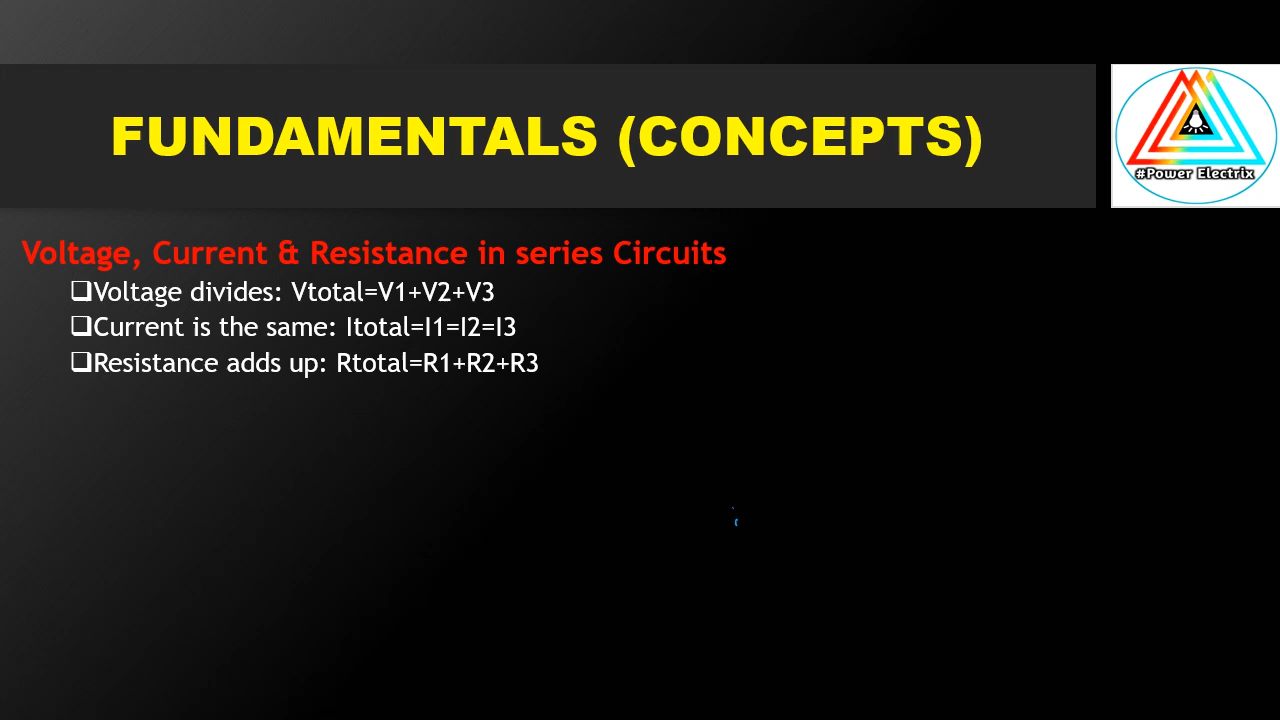 FUNDAMENTALS (CONCEPTS)
#Power Electrix
Voltage, Current & Resistance in series Circuits
❑Voltage divides: Vtotal=V1+V2+V3
❑Current is the same: Itotal=I1=I2=I3
❑Resistance adds up: Rtotal=R1+R2+R3